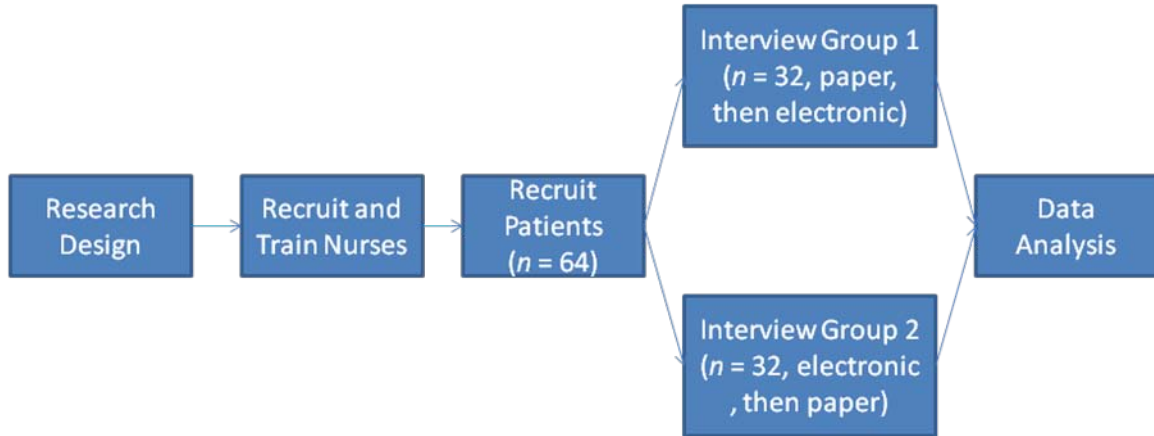 Research
Design
Recruit and
Train Nurses
Recruit
Patients
(n = 64)
Interview Group 1
(n = 32, paper,
then electronic)
Interview Group 2
(n = 32, electronic
, then paper)
Data
Analysis